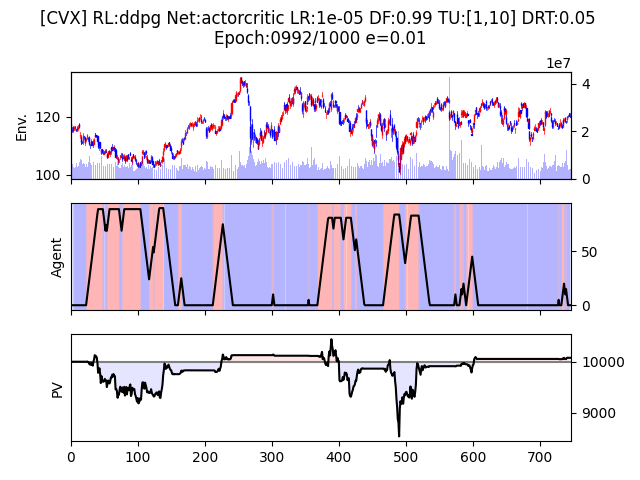 [CVX] RL:ddpg Net:actorcritic LR:1e-05 DF:0.99 TU:[1,10] DRT:0.05
Epoch:0992/1000 e=0.01
1e7
Env.
120
100
4
2
0
Agent
50
0
PV
10000
9000
0 100 200 300 400 500 600 700